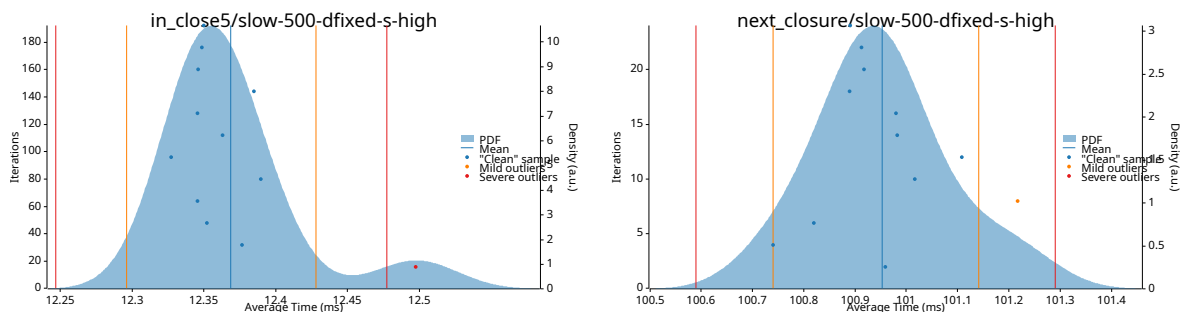 in_close5/slow-500-dfixed-s-high
180
160
140
120
100
80
60
40
20
0
Iterations
10
9
8
7
6
5
4
3
2
1
0
Density (a.u.)
PDF
Mean
"Clean" sample
Mild outliers
Severe outliers
12.25
12.3
12.35
12.4
12.45
12.5
Average Time (ms)
next_closure/slow-500-dfixed-s-high
20
15
10
5
0
Iterations
3
2.5
2
1.5
1
0.5
0
Density (a.u.)
PDF
Mean
"Clean" sample
Mild outliers
Severe outliers
100.5
100.6
100.7
100.8
100.9
101
101.1
101.2
101.3
101.4
Average Time (ms)